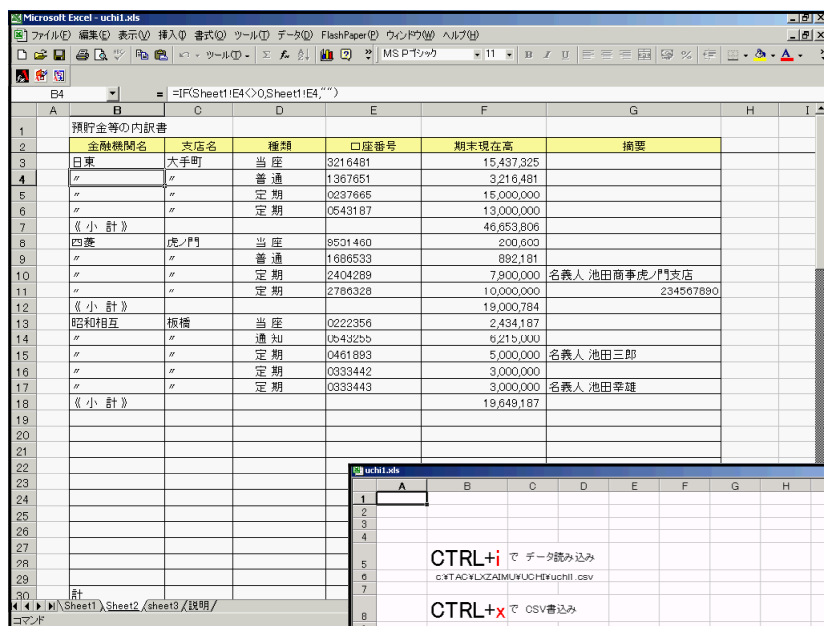 Microsoft Excel - uchi1.xls
ファイル(F) 編集(E) 表示(V) 挿入(I) 書式(O) ツール(T) データ(D) FlashPaper(P) ウィンドウ(W) ヘルプ(H)
ツール(T) MS Pゴシック 11 B I U
B4 = =IF(Sheet1!E4<>0,Sheet1!E4,"")
A B C D E F G H I
1 預貯金等の内訳書
2 金融機関名 支店名 種類 口座番号 期末現在高 摘要
3 日東 大手町 当 座 3216481 15,437,325
4 〃 〃 普 通 1367651 3,216,481
5 〃 〃 定 期 0237665 15,000,000
6 〃 〃 定 期 0543187 13,000,000
7 《 小 計 》 46,653,806
8 四菱 虎ノ門 当 座 9531460 200,603
9 〃 〃 普 通 1686533 892,181
10 〃 〃 定 期 2404289 7,900,000 名義人 池田商事虎ノ門支店
11 〃 〃 定 期 2786328 10,000,000 234567890
12 《 小 計 》 19,000,784
13 昭和相互 板橋 当 座 0222356 2,434,187
14 〃 〃 通 知 0543255 6,215,000
15 〃 〃 定 期 0461893 5,000,000 名義人 池田三郎
16 〃 〃 定 期 0333442 3,000,000
17 〃 〃 定 期 0333443 3,000,000 名義人 池田幸雄
18 《 小 計 》 19,649,187
19
20
21
22
23
24
25
26
27
28
29
30 計
Sheet1 Sheet2 sheet3 説明
コマンド
uchi1.xls
A B C D E F G H
1
2
3
4
5 CTRL+i で データ読み込み
6 c:¥TAC¥LXZAIMU¥UCHI¥uchI1.csv
7
8 CTRL+x で CSV書込み